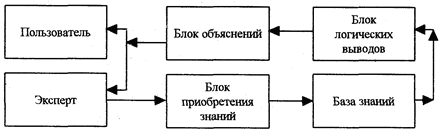 Пользователь
Блок объяснений
Блок
логических
выводов
Эксперт
Блок
приобретения
знаний
База знаний